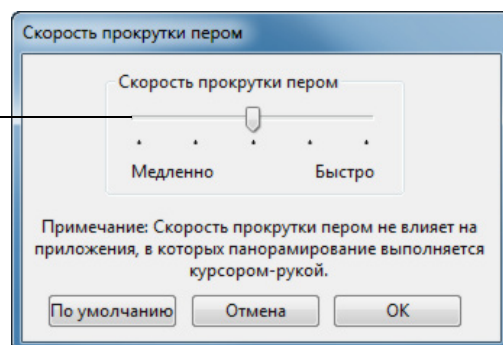 Скорость прокрутки пером
Скорость прокрутки пером
Медленно Быстро
Примечание: Скорость прокрутки пером не влияет на
приложения, в которых панорамирование выполняется
курсором-рукой.
По умолчанию Отмена ОК